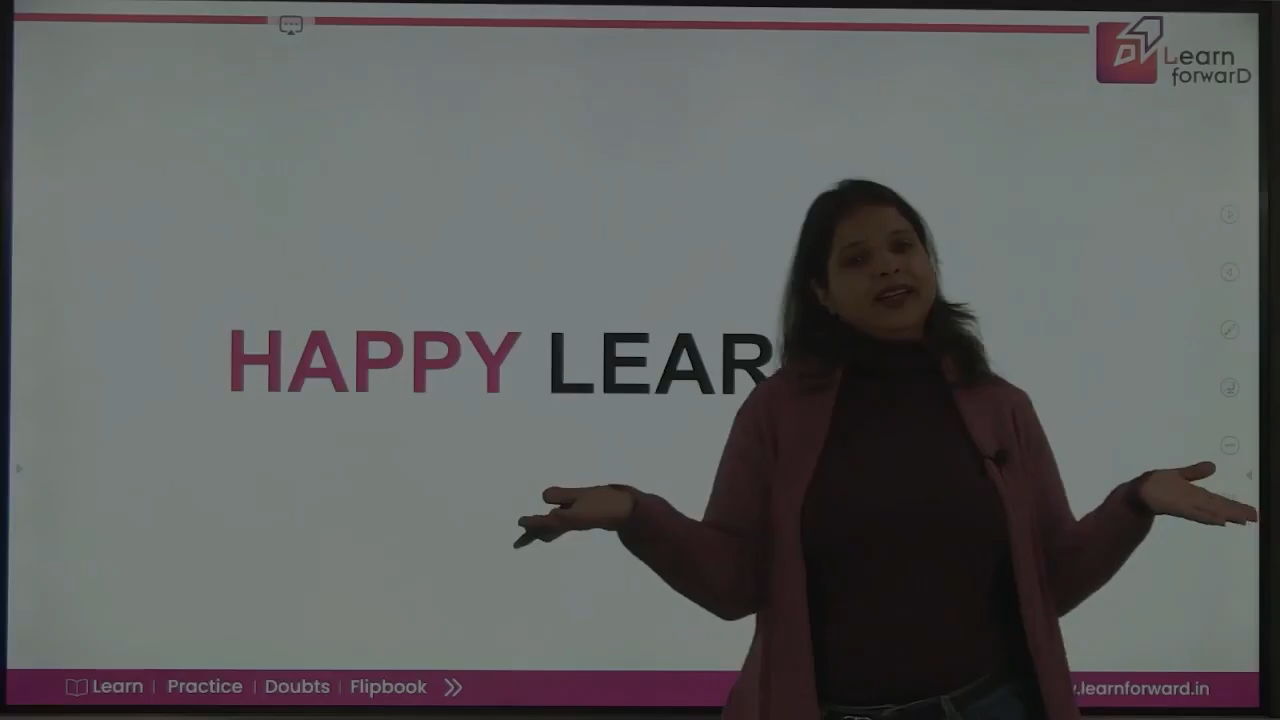 Learn
forwarD
HAPPY LEAR
Learn | Practice | Doubts | Flipbook
.learnforward.in